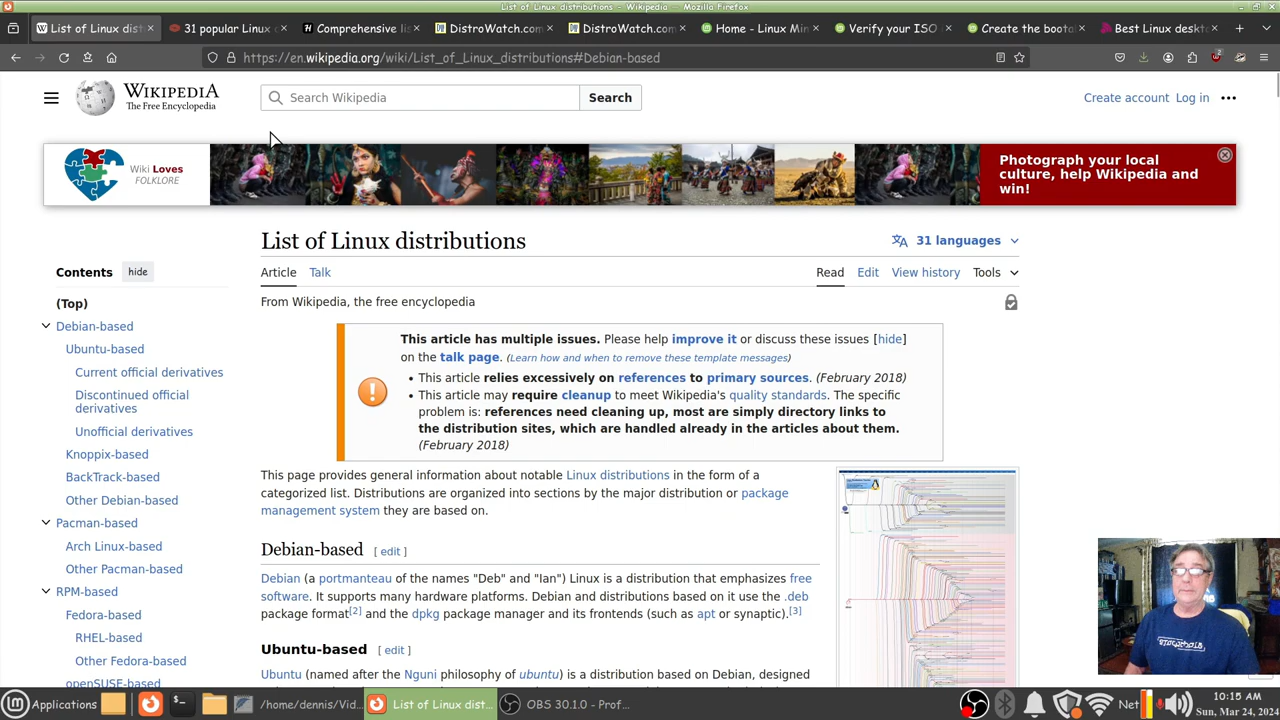 List of Linux distributions - Wikipedia — Mozilla Firefox
List of Linux dist
31 popular Linux d
Comprehensive li
DistroWatch.com
DistroWatch.com
Home - Linux Min
Verify your ISO
Create the boota
Best Linux deskt
https://en.wikipedia.org/wiki/List_of_Linux_distributions#Debian-based
WIKIPEDIA
The Free Encyclopedia
Search Wikipedia
Search
Create account Log in
Wiki Loves
FOLKLORE
Photograph your local
culture, help Wikipedia and
win!
List of Linux distributions
31 languages
Contents hide
Article Talk
Read Edit View history Tools
(Top)
From Wikipedia, the free encyclopedia
Debian-based
Ubuntu-based
Current official derivatives
Discontinued official
derivatives
Unofficial derivatives
Knoppix-based
BackTrack-based
Other Debian-based
Pacman-based
Arch Linux-based
Other Pacman-based
RPM-based
Fedora-based
RHEL-based
Other Fedora-based
openSUSE-based
This article has multiple issues. Please help improve it or discuss these issues [hide]
on the talk page. (Learn how and when to remove these template messages)
• This article relies excessively on references to primary sources. (February 2018)
• This article may require cleanup to meet Wikipedia's quality standards. The specific
problem is: references need cleaning up, most are simply directory links to
the distribution sites, which are handled already in the articles about them.
(February 2018)
This page provides general information about notable Linux distributions in the form of a
categorized list. Distributions are organized into sections by the major distribution or package
management system they are based on.
Debian-based [ edit ]
Debian (a portmanteau of the names "Deb" and "Ian") Linux is a distribution that emphasizes free
software. It supports many hardware platforms. Debian and distributions based on it use the .deb
package format[2] and the dpkg package manager and its frontends (such as apt or synaptic).[3]
Ubuntu-based [ edit ]
Ubuntu (named after the Nguni philosophy of ubuntu) is a distribution based on Debian, designed
Applications
/home/dennis/Vid...
List of Linux dist...
OBS 30.1.0 - Prof...
Net
10:15 AM
Sun, Mar 24, 2024